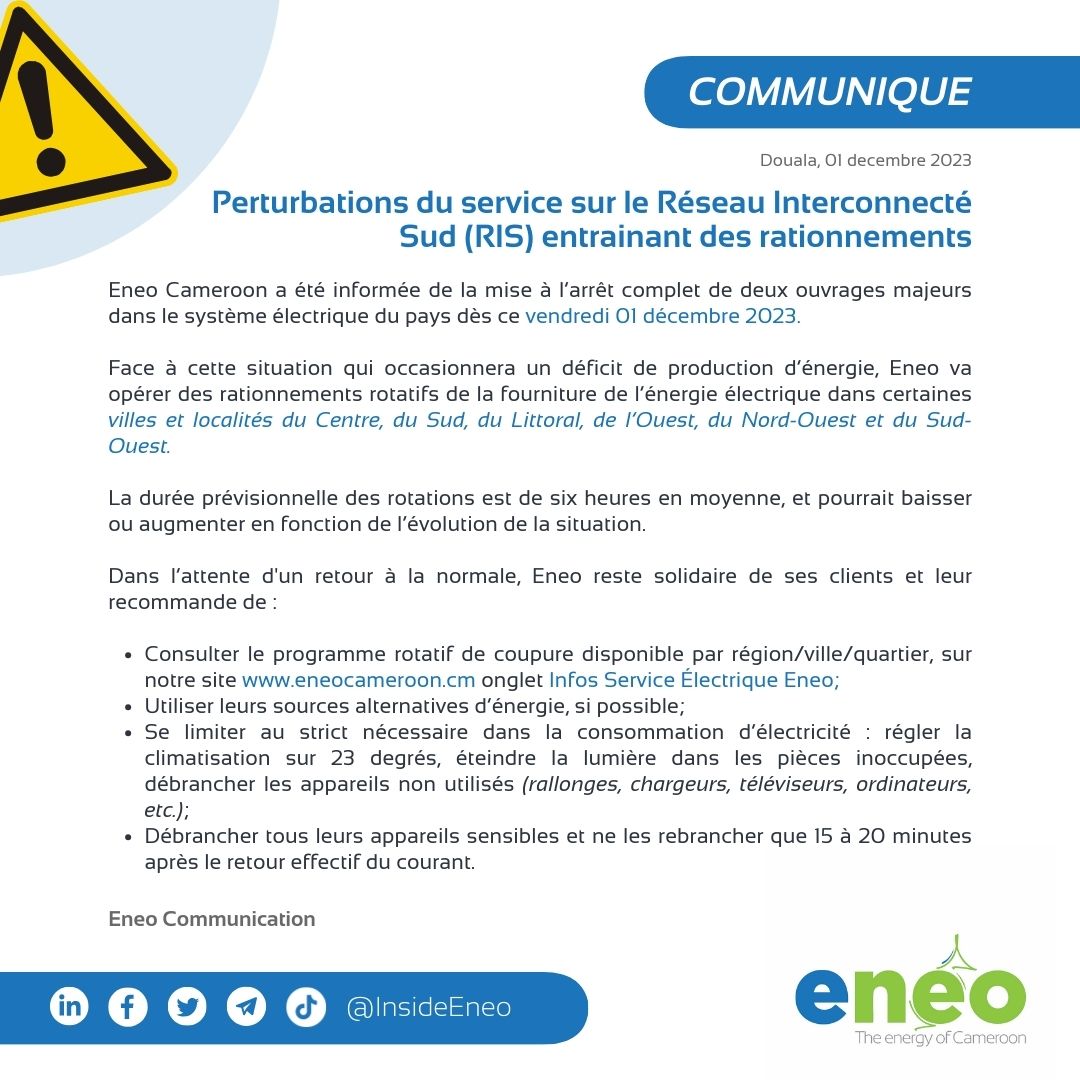 COMMUNIQUE
Douala, 01 decembre 2023
Perturbations du service sur le Réseau Interconnecté
Sud (RIS) entrainant des rationnements
Eneo Cameroon a été informée de la mise à l’arrêt complet de deux ouvrages majeurs
dans le système électrique du pays dès ce vendredi 01 décembre 2023.
Face à cette situation qui occasionnera un déficit de production d’énergie, Eneo va
opérer des rationnements rotatifs de la fourniture de l’énergie électrique dans certaines
villes et localités du Centre, du Sud, du Littoral, de l’Ouest, du Nord-Ouest et du Sud-
Ouest.
La durée prévisionnelle des rotations est de six heures en moyenne, et pourrait baisser
ou augmenter en fonction de l’évolution de la situation.
Dans l’attente d'un retour à la normale, Eneo reste solidaire de ses clients et leur
recommande de :
• Consulter le programme rotatif de coupure disponible par région/ville/quartier, sur
notre site www.eneocameroon.cm onglet Infos Service Électrique Eneo;
• Utiliser leurs sources alternatives d’énergie, si possible;
• Se limiter au strict nécessaire dans la consommation d’électricité : régler la
climatisation sur 23 degrés, éteindre la lumière dans les pièces inoccupées,
débrancher les appareils non utilisés (rallonges, chargeurs, téléviseurs, ordinateurs,
etc.);
• Débrancher tous leurs appareils sensibles et ne les rebrancher que 15 à 20 minutes
après le retour effectif du courant.
Eneo Communication
@InsideEneo
eneo
The energy of Cameroon